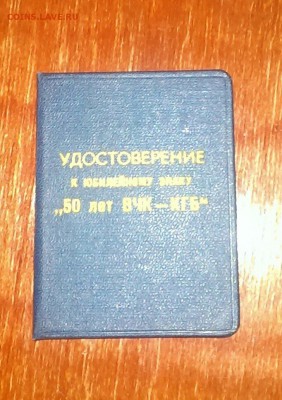 COINS.LAVE.RU
УДОСТОВЕРЕНИЕ
к юбилейному знаку
„50 лет ВЧК—КГБ“